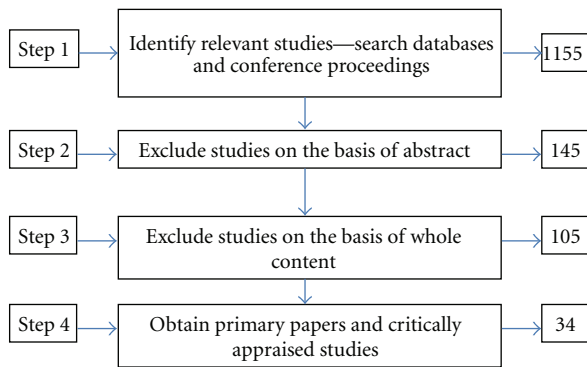 Step 1
Identify relevant studies—search databases
and conference proceedings
1155
Step 2
Exclude studies on the basis of abstract
145
Step 3
Exclude studies on the basis of whole
content
105
Step 4
Obtain primary papers and critically
appraised studies
34